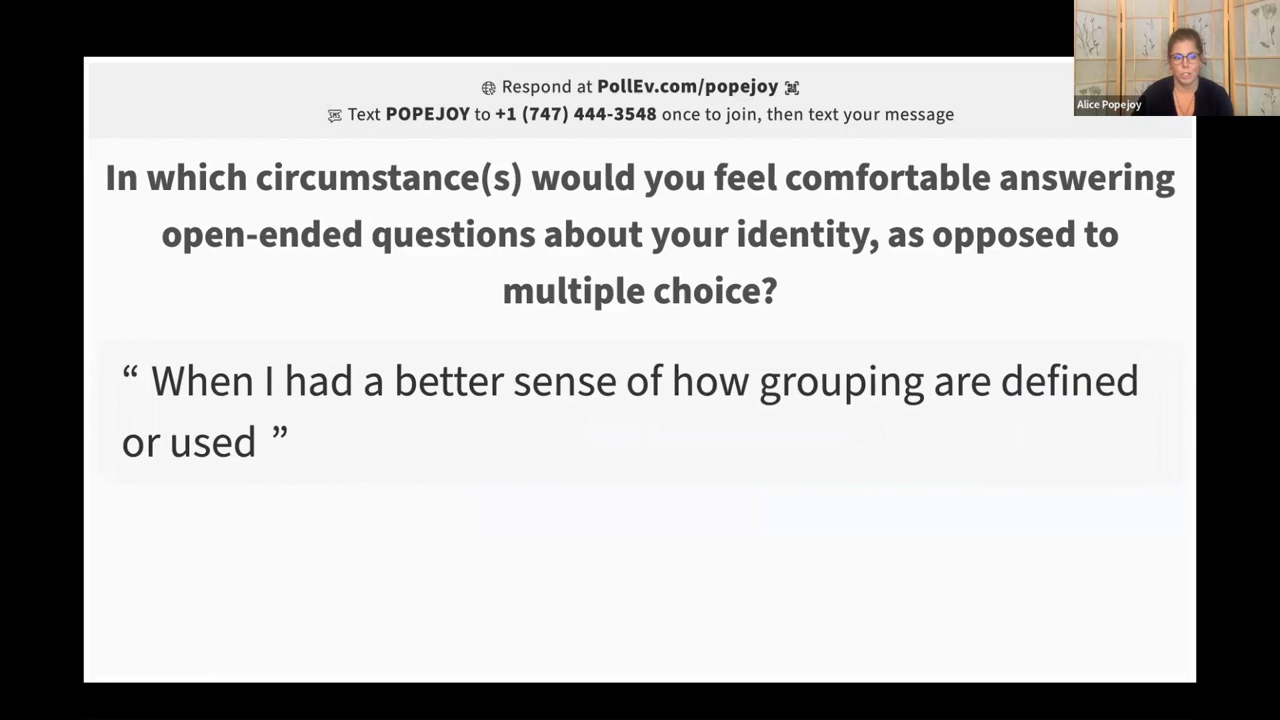 Respond at PollEv.com/popejoy
Text POPEJOY to +1 (747) 444-3548 once to join, then text your message
Alice Popejoy
In which circumstance(s) would you feel comfortable answering
open-ended questions about your identity, as opposed to
multiple choice?
“ When I had a better sense of how grouping are defined
or used ”